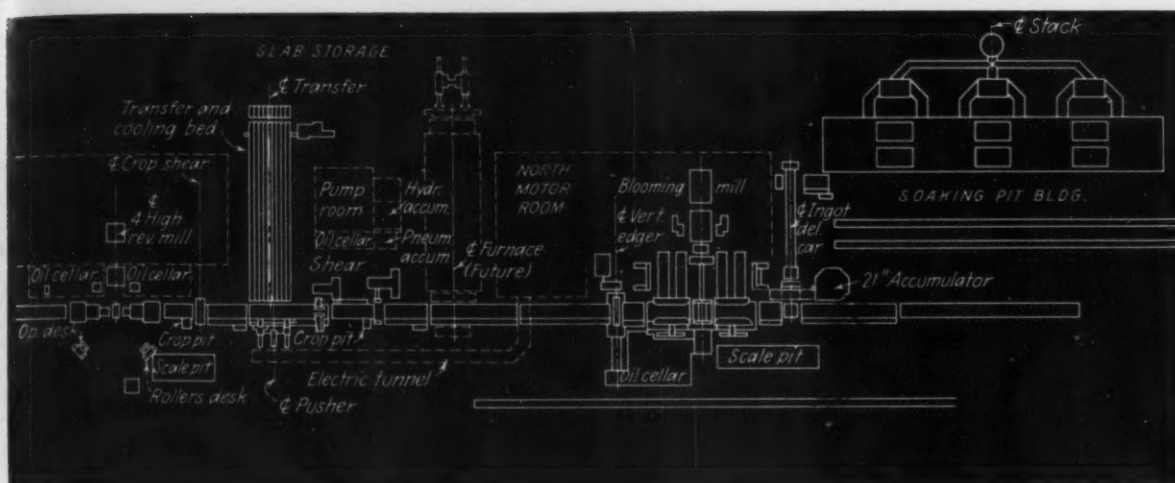 SLAB STORAGE
℄ Transfer
Transfer and
cooling bed
℄ Crop shear
℄
4 High
rev. mill
Oil cellar
Oil cellar
Op. desk
Crop pit
Scale pit
Rollers desk
Pump
room
Hydr.
accum.
Oil cellar
Pneum.
accum.
Shear
℄ Furnace
(Future)
Crop pit
Electric tunnel
℄ Pusher
NORTH
MOTOR
ROOM
Blooming mill
℄ Vert.
edger
Oil cellar
Scale pit
℄ Ingot
del.
car
21" Accumulator
℄ Stack
SOAKING PIT BLDG.